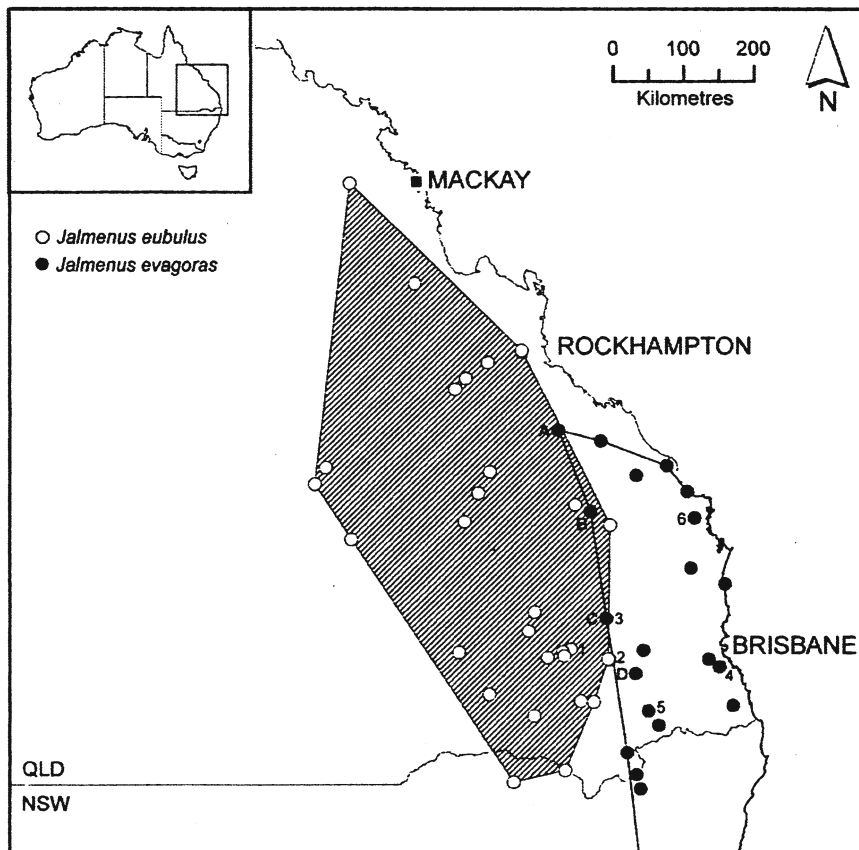 0 100 200
Kilometres
N
MACKAY
Jalmenus eubulus
Jalmenus evagoras
ROCKHAMPTON
A
B
6
C 3
1
2
BRISBANE
D
4
5
QLD
NSW